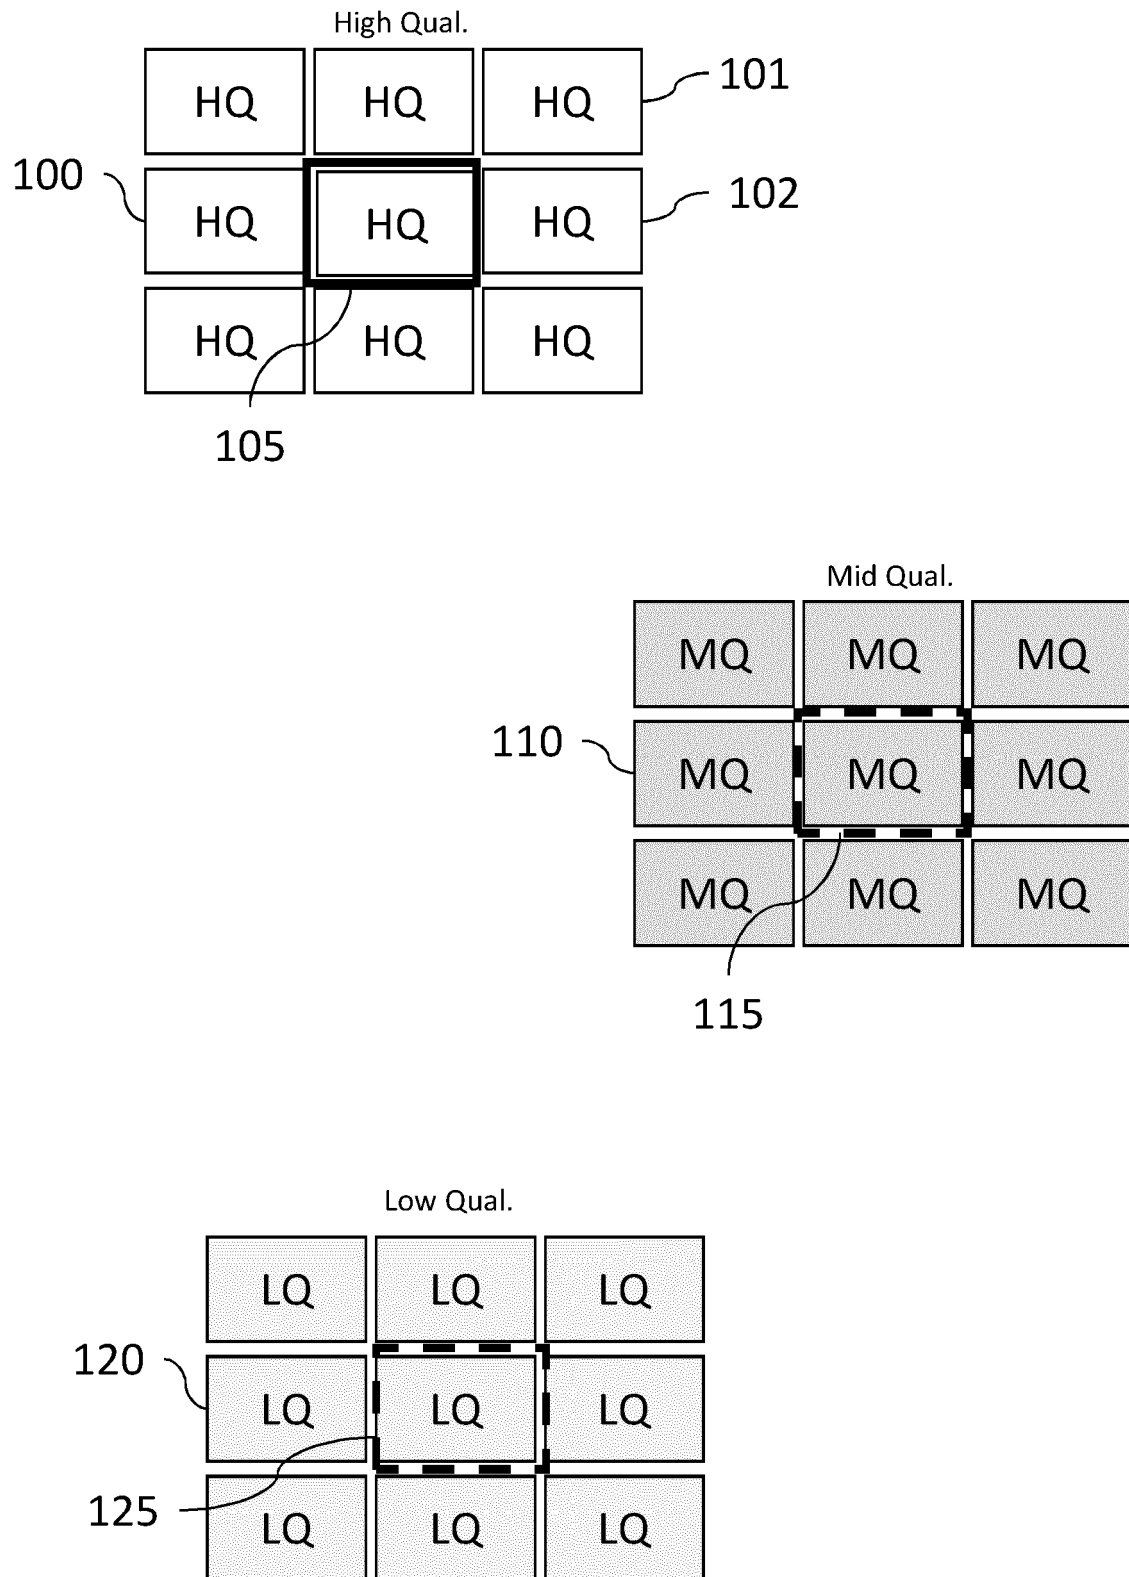 High Qual.
HQ HQ HQ 101
100 HQ HQ HQ 102
HQ HQ HQ
105
Mid Qual.
MQ MQ MQ
110 MQ MQ MQ
MQ MQ MQ
115
Low Qual.
LQ LQ LQ
120 LQ LQ LQ
125 LQ LQ LQ